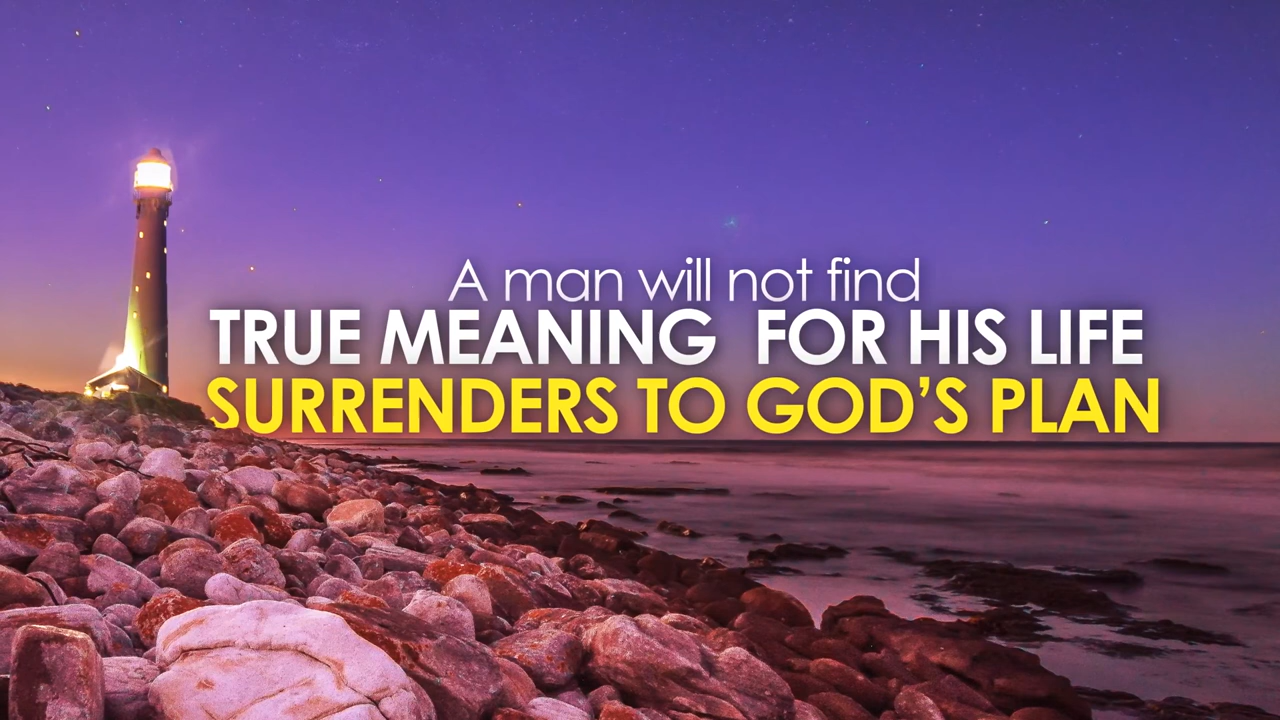 A man will not find
TRUE MEANING  FOR HIS LIFE
SURRENDERS TO GOD'S PLAN